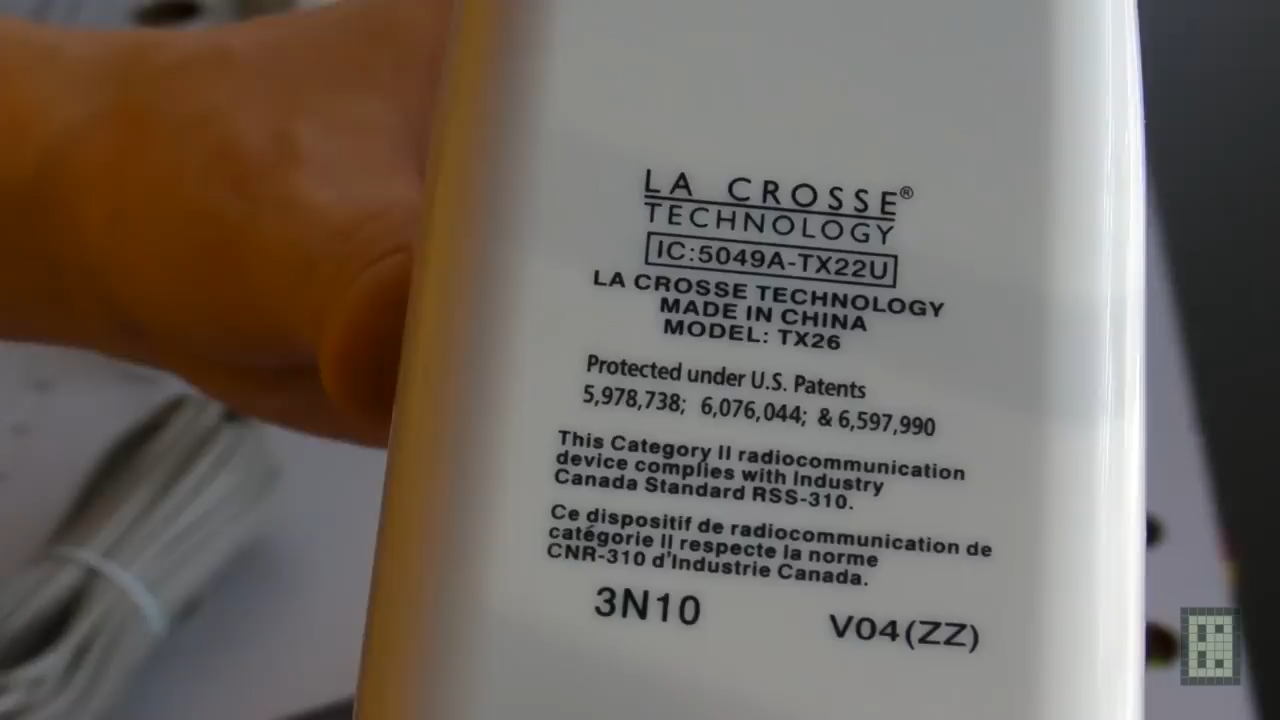 LA CROSSE®
TECHNOLOGY
IC:5049A-TX22U
LA CROSSE TECHNOLOGY
MADE IN CHINA
MODEL: TX26
Protected under U.S. Patents
5,978,738; 6,076,044; & 6,597,990
This Category II radiocommunication
device complies with Industry
Canada Standard RSS-310.
Ce dispositif de radiocommunication de
catégorie II respecte la norme
CNR-310 d'Industrie Canada.
3N10 V04(ZZ)